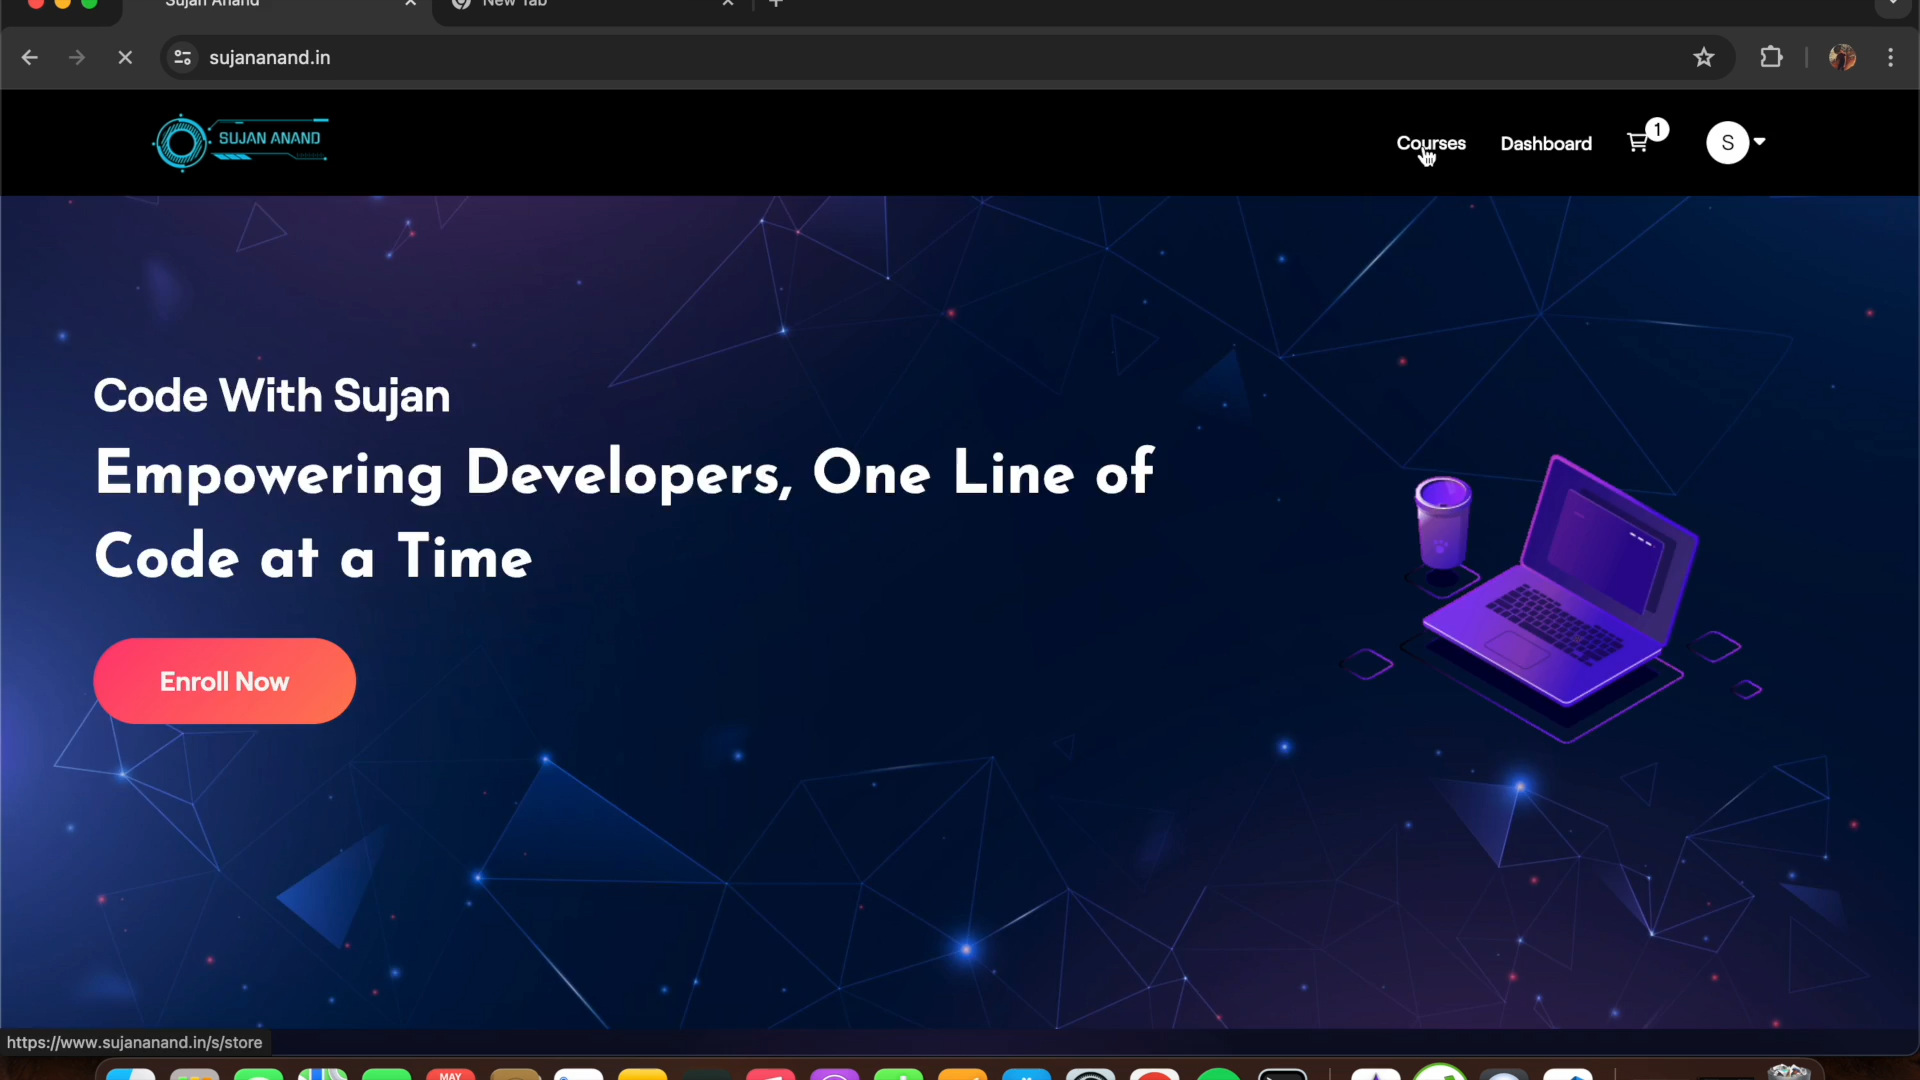 Sujan Anand
New Tab
sujananand.in
SUJAN ANAND
Courses
Dashboard
1
S
Code With Sujan
Empowering Developers, One Line of
Code at a Time
Enroll Now
https://www.sujananand.in/s/store
MAY